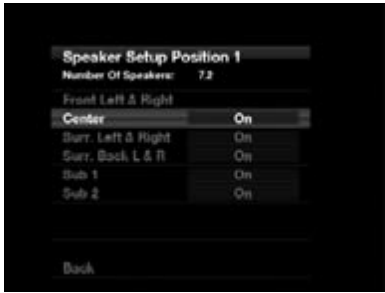 Speaker Setup Position 1
Number Of Speakers: 7.2
Front Left & Right
Center On
Surr. Left & Right On
Surr. Back L & R On
Sub 1 On
Sub 2 On
Back